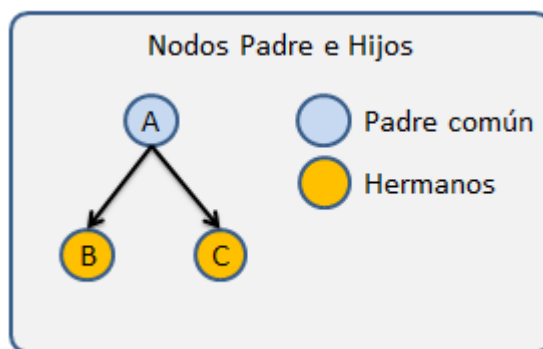 Nodos Padre e Hijos
A
Padre común
Hermanos
B
C